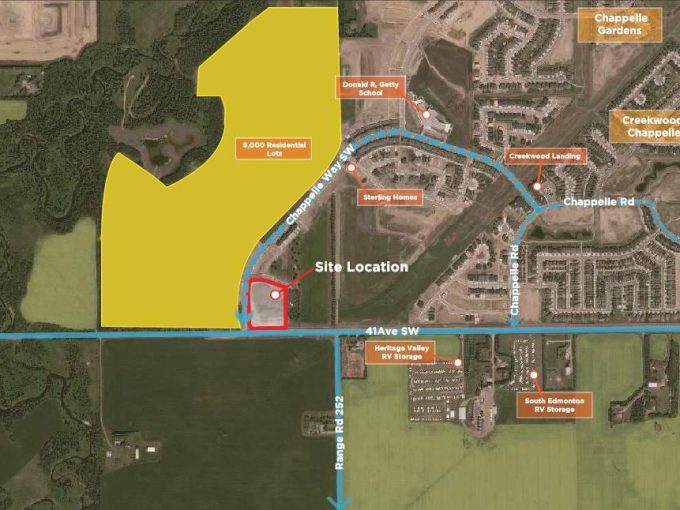 Chappelle
Gardens
Donald R, Getty
School
Creekwood
Chappelle
9,000 Residential
Lots
Creekwood Landing
Chappelle Way SW
Sterling Homes
Chappelle Rd
Chappelle Rd
Site Location
41Ave SW
Heritage Valley
RV Storage
South Edmonton
RV Storage
Range Rd 252